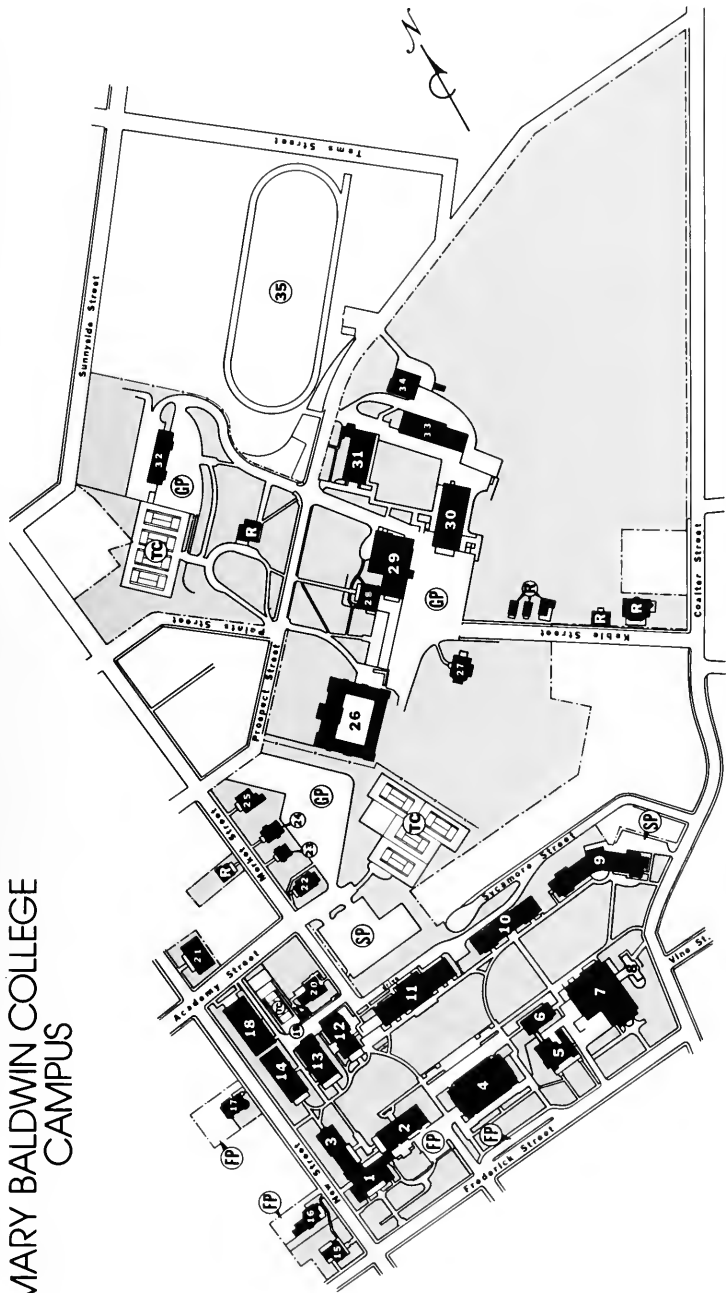 MARY BALDWIN COLLEGE
CAMPUS
N
Tams Street
Sunnyside Street
35
34
33
32
31
GP
TC
R
30
29
28
GP
Points Street
Prospect Street
R
R
R
Coalter Street
Kable Street
27
26
25
24
23
22
GP
TC
Market Street
R
Sycamore Street
SP
9
10
SP
21
Academy Street
20
11
18
12
13
14
6
7
8
Vine St.
5
4
17
FP
3
2
1
FP
FP
Frederick Street
New Street
FP
16
15